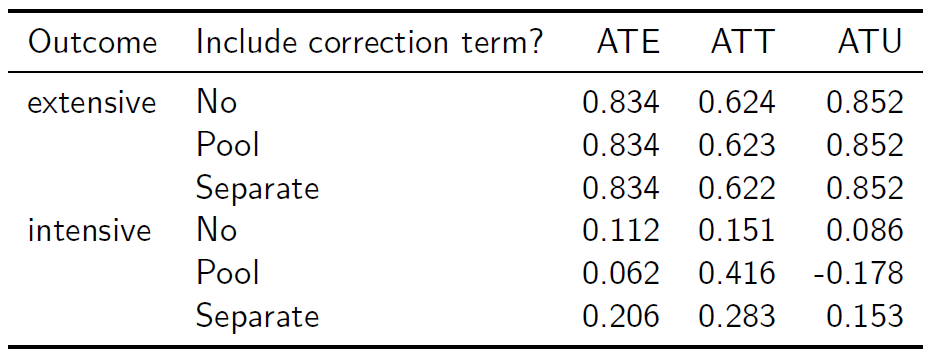 Outcome Include correction term? ATE ATT ATU
extensive No 0.834 0.624 0.852
Pool 0.834 0.623 0.852
Separate 0.834 0.622 0.852
intensive No 0.112 0.151 0.086
Pool 0.062 0.416 -0.178
Separate 0.206 0.283 0.153